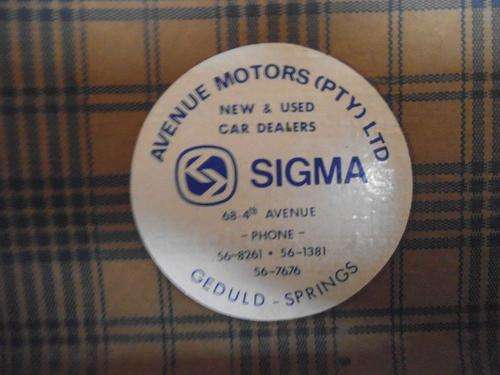 AVENUE MOTORS (PTY) LTD
NEW & USED
CAR DEALERS
SIGMA
68-4th AVENUE
- PHONE -
56-8261 • 56-1381
56-7676
GEDULD - SPRINGS